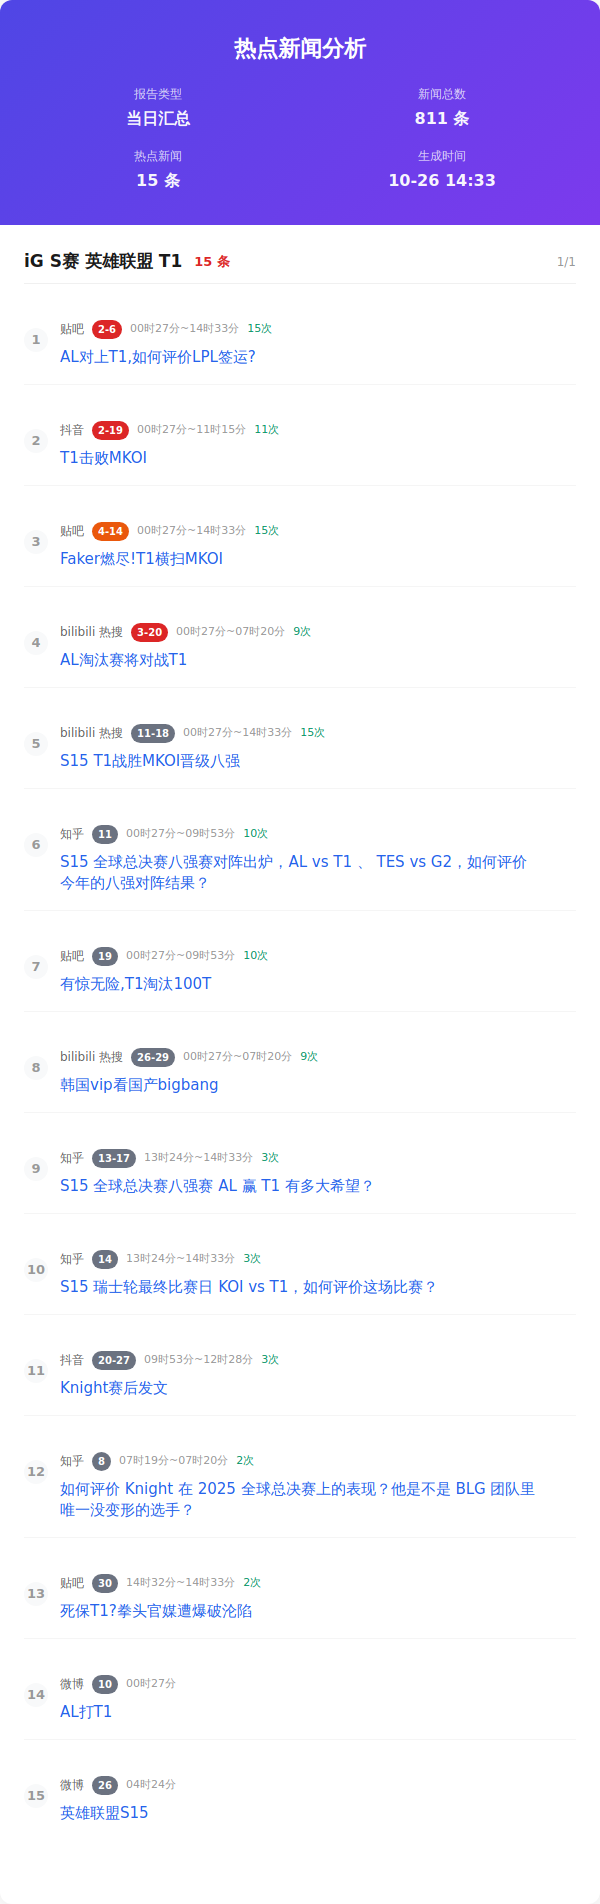 热点新闻分析
报告类型
当日汇总
新闻总数
811 条
热点新闻
15 条
生成时间
10-26 14:33
iG S赛 英雄联盟 T1 15 条 1/1
1
贴吧 2-6 00时27分~14时33分 15次
AL对上T1,如何评价LPL签运?
2
抖音 2-19 00时27分~11时15分 11次
T1击败MKOI
3
贴吧 4-14 00时27分~14时33分 15次
Faker燃尽!T1横扫MKOI
4
bilibili 热搜 3-20 00时27分~07时20分 9次
AL淘汰赛将对战T1
5
bilibili 热搜 11-18 00时27分~14时33分 15次
S15 T1战胜MKOI晋级八强
6
知乎 11 00时27分~09时53分 10次
S15 全球总决赛八强赛对阵出炉，AL vs T1 、 TES vs G2，如何评价
今年的八强对阵结果？
7
贴吧 19 00时27分~09时53分 10次
有惊无险,T1淘汰100T
8
bilibili 热搜 26-29 00时27分~07时20分 9次
韩国vip看国产bigbang
9
知乎 13-17 13时24分~14时33分 3次
S15 全球总决赛八强赛 AL 赢 T1 有多大希望？
10
知乎 14 13时24分~14时33分 3次
S15 瑞士轮最终比赛日 KOI vs T1，如何评价这场比赛？
11
抖音 20-27 09时53分~12时28分 3次
Knight赛后发文
12
知乎 8 07时19分~07时20分 2次
如何评价 Knight 在 2025 全球总决赛上的表现？他是不是 BLG 团队里
唯一没变形的选手？
13
贴吧 30 14时32分~14时33分 2次
死保T1?拳头官媒遭爆破沦陷
14
微博 10 00时27分
AL打T1
15
微博 26 04时24分
英雄联盟S15